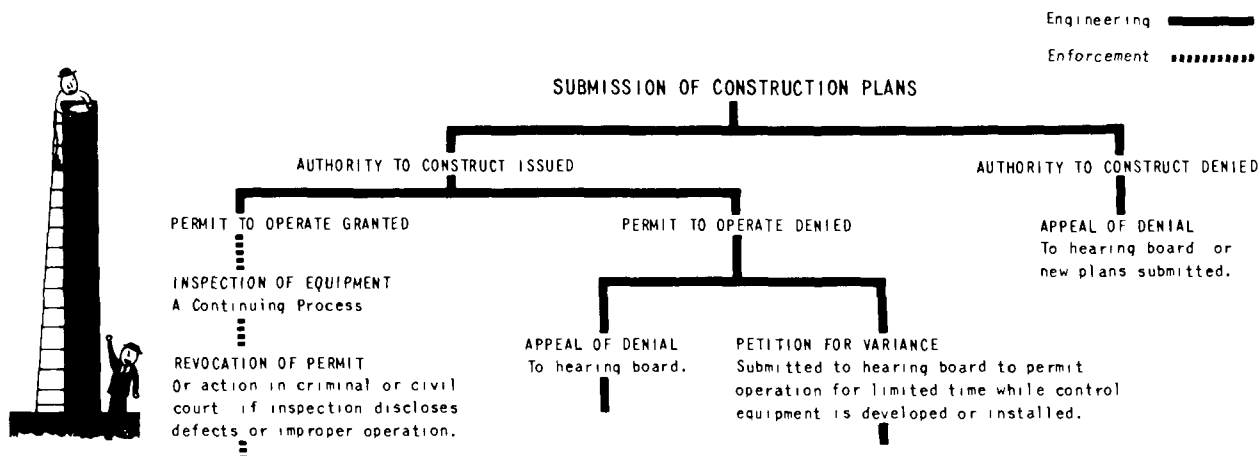 Engineering
Enforcement
SUBMISSION OF CONSTRUCTION PLANS
AUTHORITY TO CONSTRUCT ISSUED
AUTHORITY TO CONSTRUCT DENIED
PERMIT TO OPERATE GRANTED
PERMIT TO OPERATE DENIED
APPEAL OF DENIAL
To hearing board or
new plans submitted.
INSPECTION OF EQUIPMENT
A Continuing Process
APPEAL OF DENIAL
To hearing board.
PETITION FOR VARIANCE
Submitted to hearing board to permit
operation for limited time while control
equipment is developed or installed.
REVOCATION OF PERMIT
Or action in criminal or civil
court if inspection discloses
defects or improper operation.